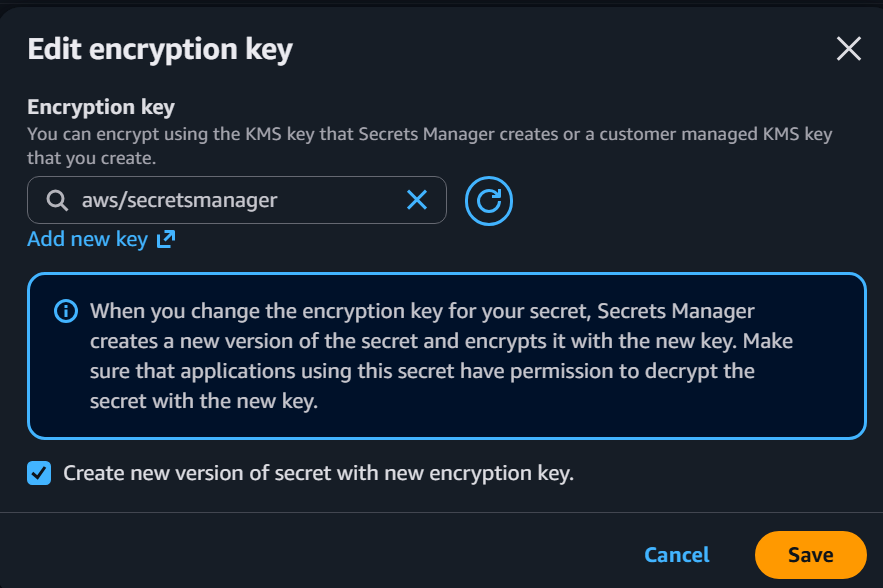 Edit encryption key
Encryption key
You can encrypt using the KMS key that Secrets Manager creates or a customer managed KMS key
that you create.
aws/secretsmanager
Add new key
When you change the encryption key for your secret, Secrets Manager
creates a new version of the secret and encrypts it with the new key. Make
sure that applications using this secret have permission to decrypt the
secret with the new key.
Create new version of secret with new encryption key.
Cancel
Save